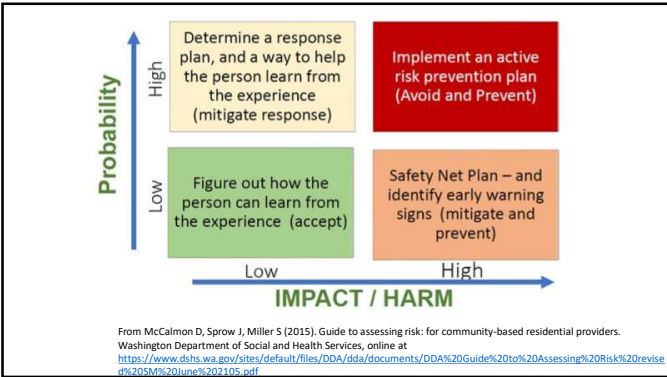 Determine a response
plan, and a way to help
the person learn from
the experience
(mitigate response)
Implement an active
risk prevention plan
(Avoid and Prevent)
High
Probability
Low
Figure out how the
person can learn from
the experience (accept)
Safety Net Plan – and
identify early warning
signs (mitigate and
prevent)
Low
High
IMPACT / HARM
From McCalmon D, Sprow J, Miller S (2015). Guide to assessing risk: for community-based residential providers.
Washington Department of Social and Health Services, online at
https://www.dshs.wa.gov/sites/default/files/DDA/dda/documents/DDA%20Guide%20to%20Assessing%20Risk%20revise
d%20SM%20June%202105.pdf